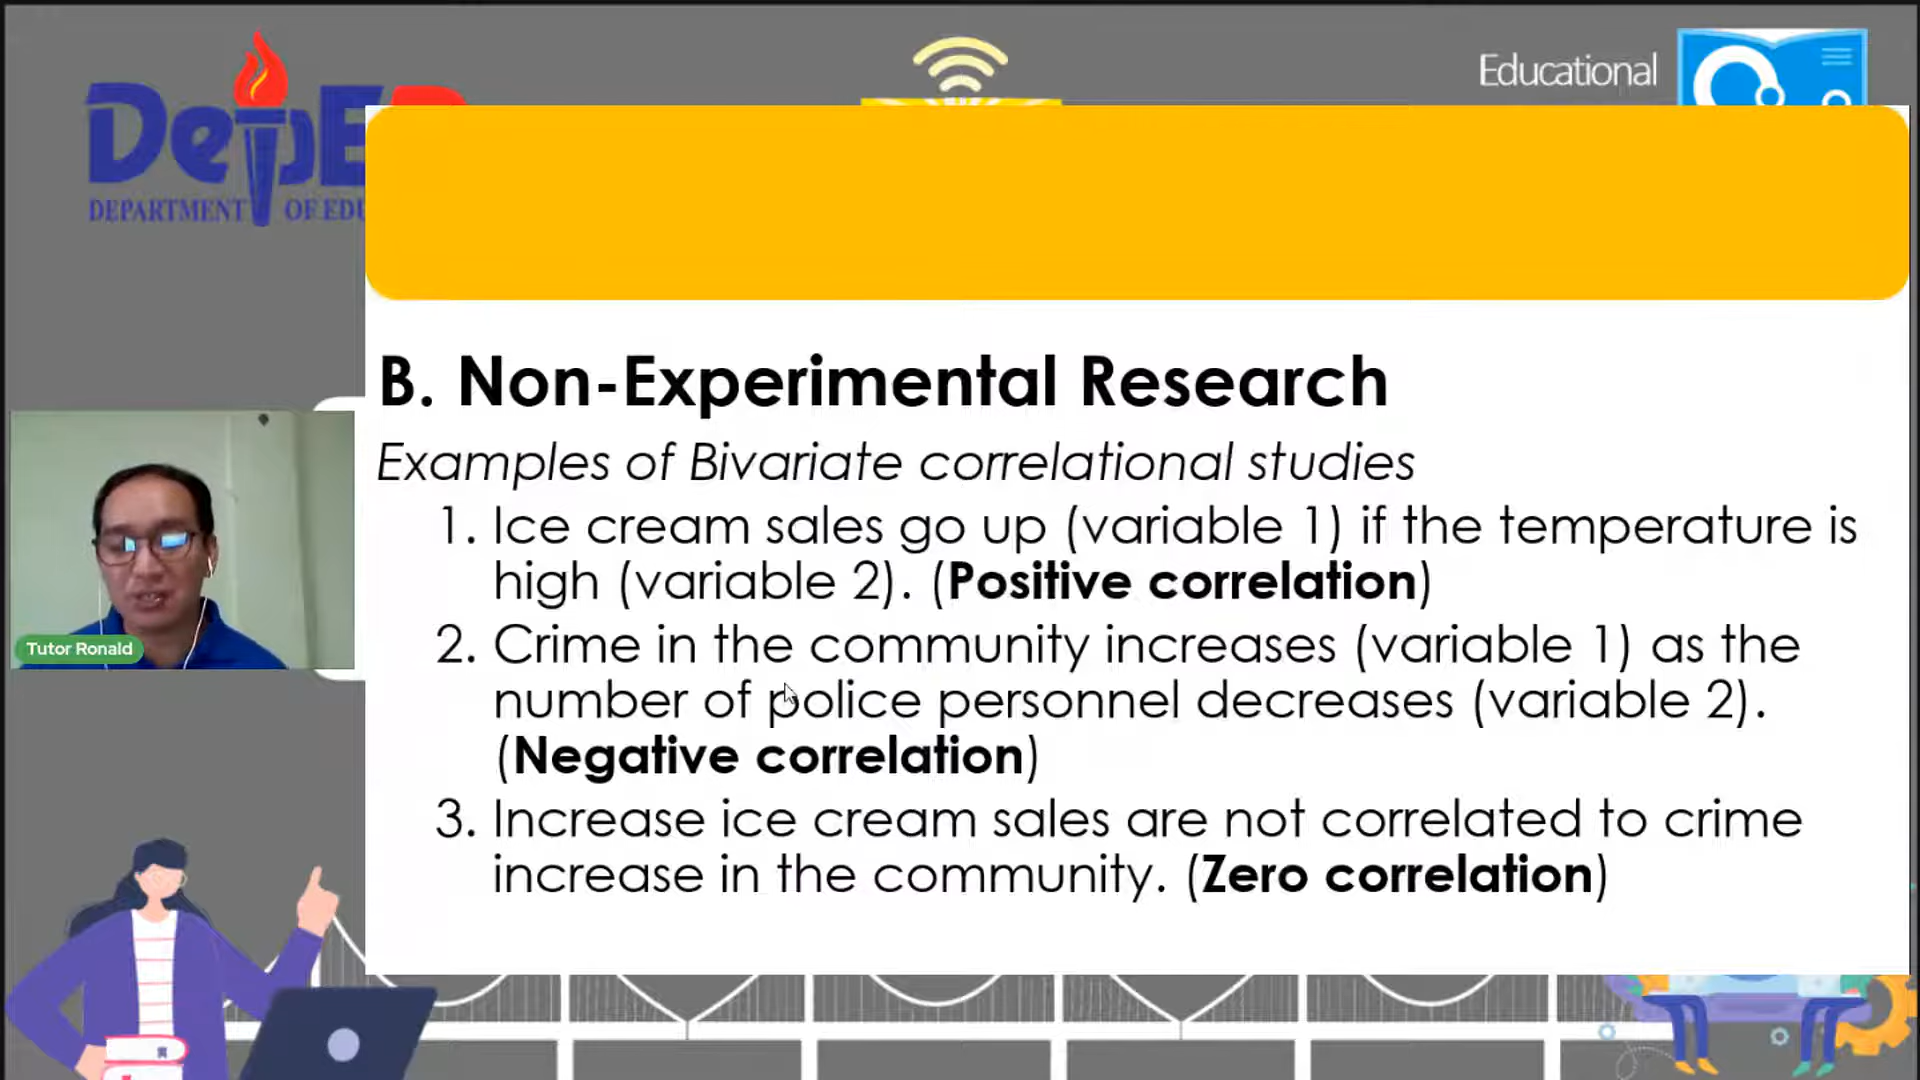 DepE
DEPARTMENT OF EDU
Educational
B. Non-Experimental Research
Examples of Bivariate correlational studies
1. Ice cream sales go up (variable 1) if the temperature is
high (variable 2). (Positive correlation)
2. Crime in the community increases (variable 1) as the
number of police personnel decreases (variable 2).
(Negative correlation)
3. Increase ice cream sales are not correlated to crime
increase in the community. (Zero correlation)
Tutor Ronald